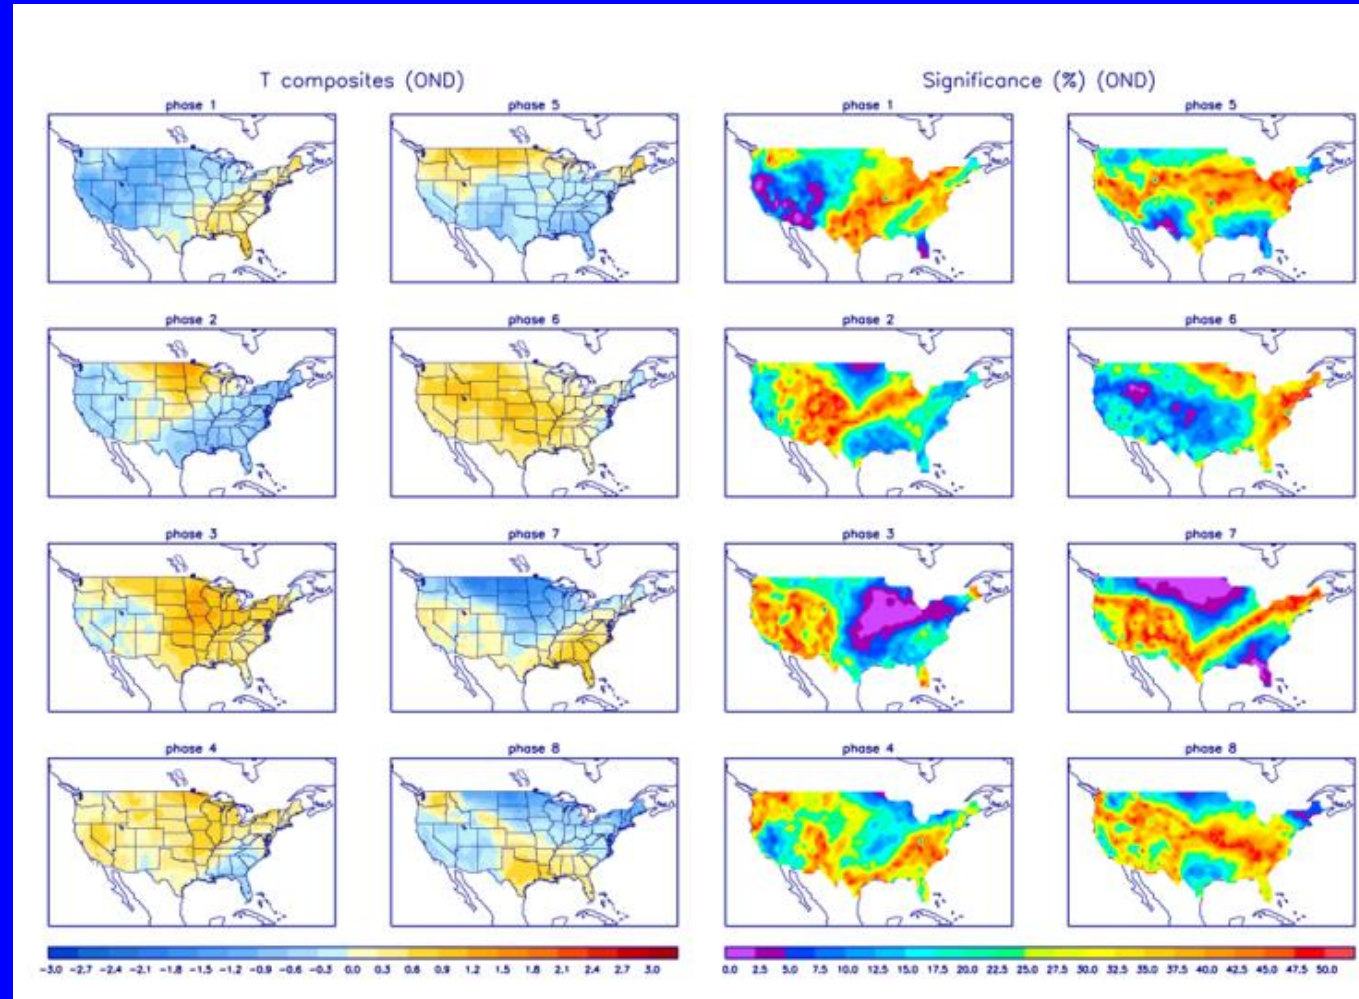 T composites (OND) Significance (%) (OND)
phase 1 phase 5 phase 1 phase 5
phase 2 phase 6 phase 2 phase 6
phase 3 phase 7 phase 3 phase 7
phase 4 phase 8 phase 4 phase 8
-3.0 -2.7 -2.4 -2.1 -1.8 -1.5 -1.2 -0.9 -0.6 -0.3 0.0 0.3 0.6 0.9 1.2 1.5 1.8 2.1 2.4 2.7 3.0 0.0 2.5 5.0 7.5 10.0 12.5 15.0 17.5 20.0 22.5 25.0 27.5 30.0 32.5 35.0 37.5 40.0 42.5 45.0 47.5 50.0